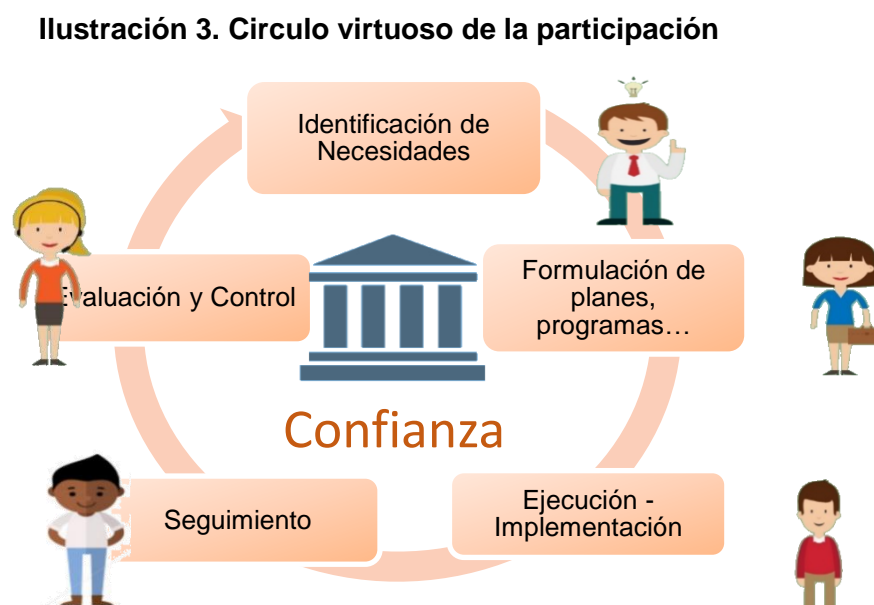 Ilustración 3. Circulo virtuoso de la participación
Identificación de
Necesidades
Formulación de
planes,
programas…
Evaluación y Control
Confianza
Seguimiento
Ejecución -
Implementación